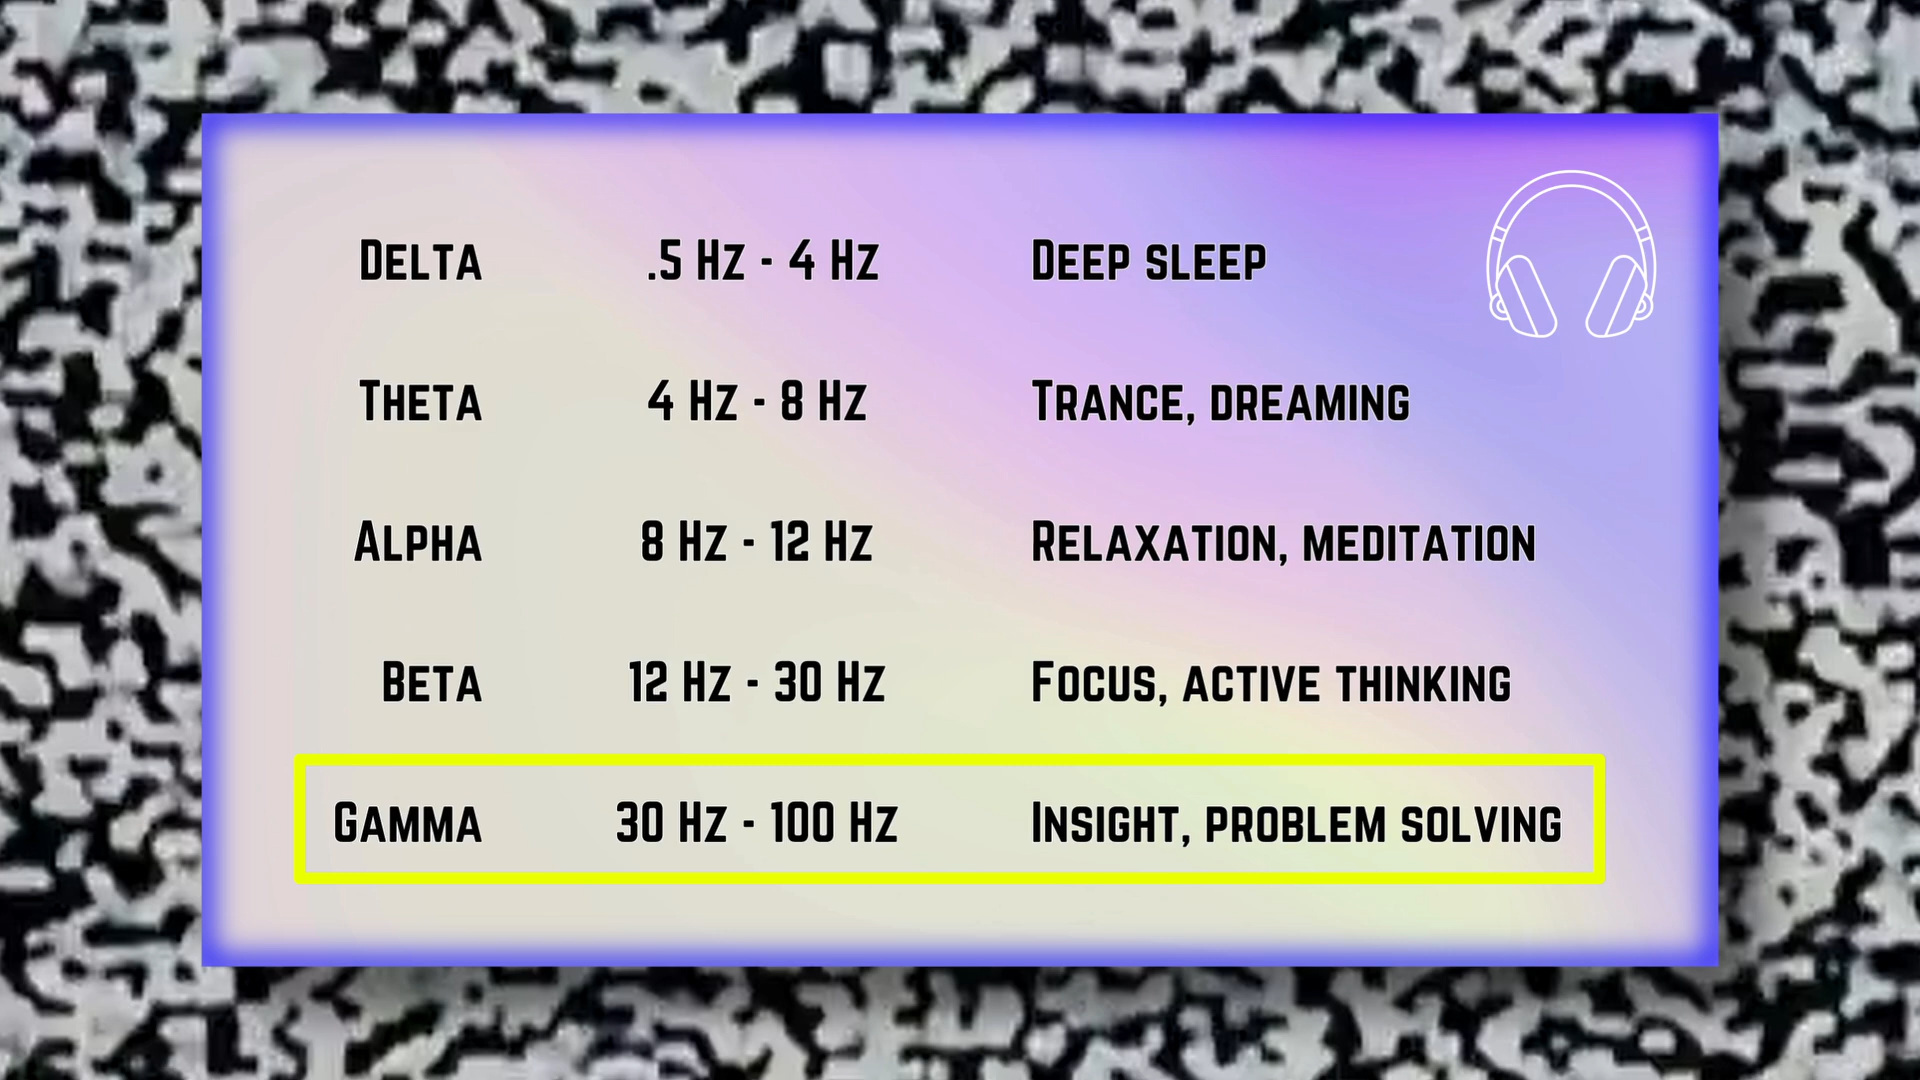 Delta .5 Hz - 4 Hz Deep sleep
Theta 4 Hz - 8 Hz Trance, dreaming
Alpha 8 Hz - 12 Hz Relaxation, meditation
Beta 12 Hz - 30 Hz Focus, active thinking
Gamma 30 Hz - 100 Hz Insight, problem solving